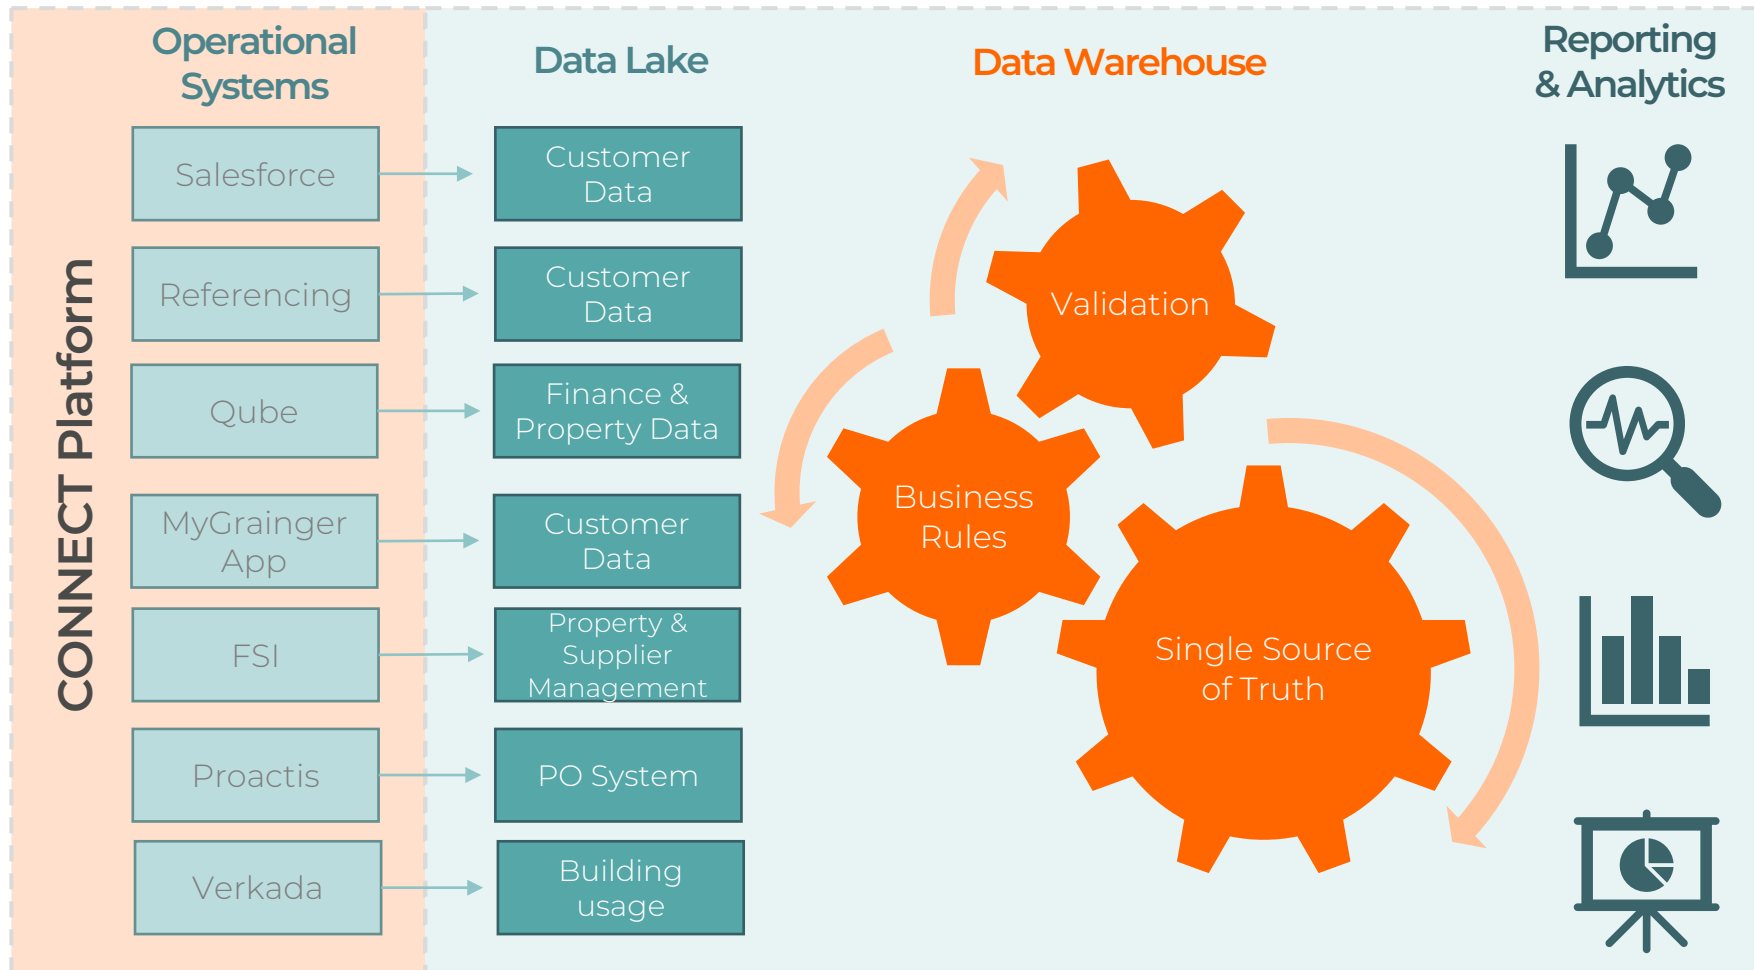 CONNECT Platform
Operational
Systems
Salesforce
Referencing
Qube
MyGrainger
App
FSI
Proactis
Verkada
Data Lake
Customer
Data
Customer
Data
Finance &
Property Data
Customer
Data
Property &
Supplier
Management
PO System
Building
usage
Data Warehouse
Validation
Business
Rules
Single Source
of Truth
Reporting
& Analytics